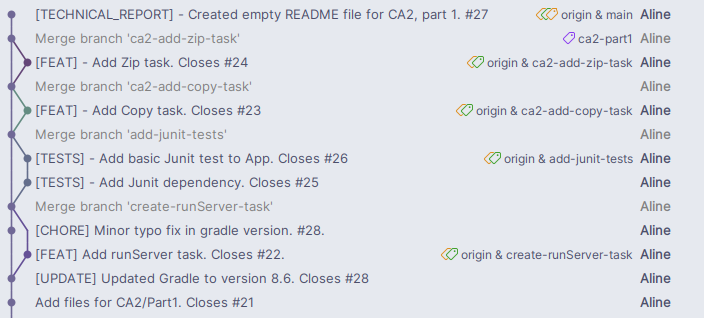 [TECHNICAL_REPORT] - Created empty README file for CA2, part 1. #27 origin & main Aline
Merge branch 'ca2-add-zip-task' ca2-part1 Aline
[FEAT] - Add Zip task. Closes #24 origin & ca2-add-zip-task Aline
Merge branch 'ca2-add-copy-task' Aline
[FEAT] - Add Copy task. Closes #23 origin & ca2-add-copy-task Aline
Merge branch 'add-junit-tests' Aline
[TESTS] - Add basic Junit test to App. Closes #26 origin & add-junit-tests Aline
[TESTS] - Add Junit dependency. Closes #25 Aline
Merge branch 'create-runServer-task' Aline
[CHORE] Minor typo fix in gradle version. #28. Aline
[FEAT] Add runServer task. Closes #22. origin & create-runServer-task Aline
[UPDATE] Updated Gradle to version 8.6. Closes #28 Aline
Add files for CA2/Part1. Closes #21 Aline